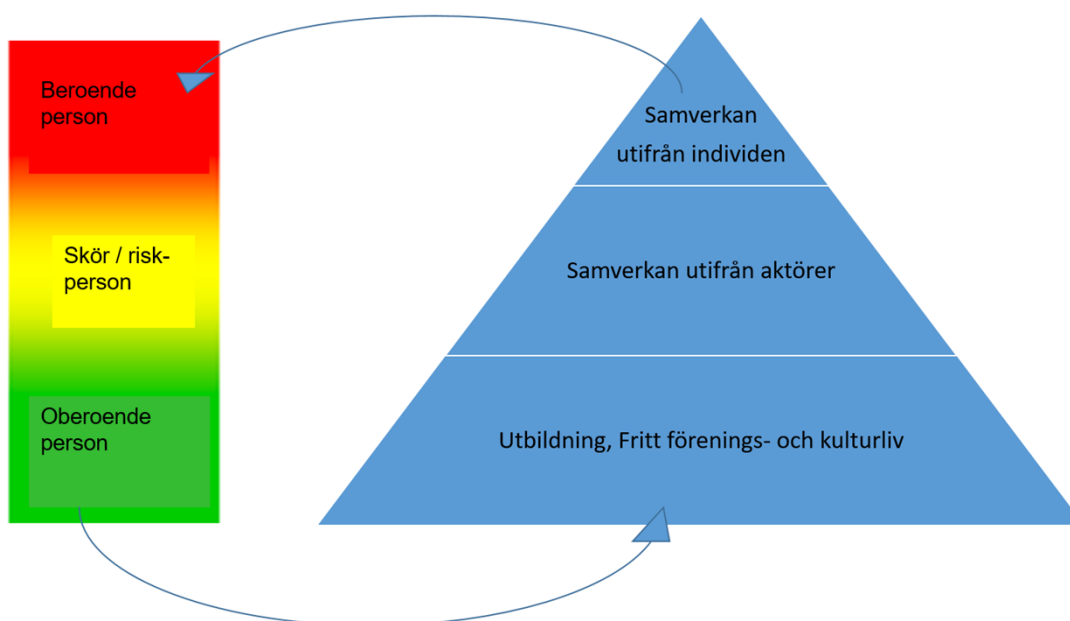 Beroende
person
Skör / risk-
person
Oberoende
person
Samverkan
utifrån individen
Samverkan utifrån aktörer
Utbildning, Fritt förenings- och kulturliv